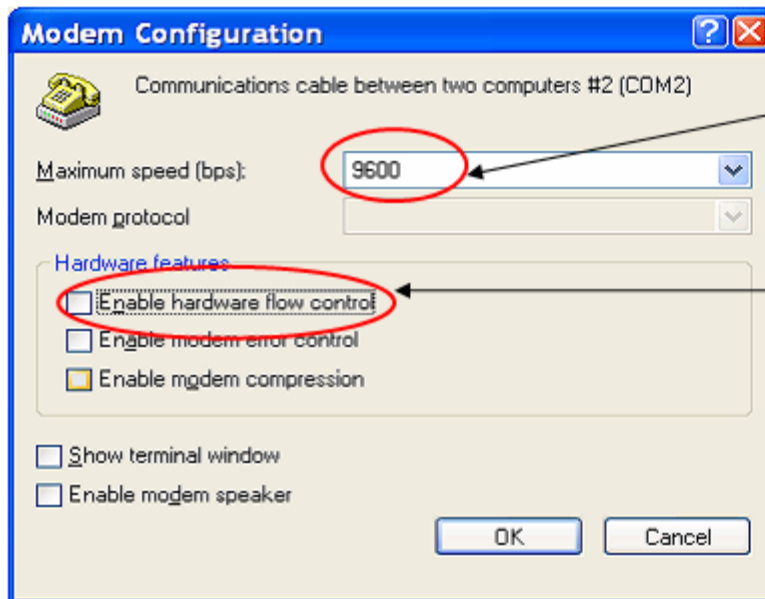 Modem Configuration
Communications cable between two computers #2 (COM2)
Maximum speed (bps):
9600
Modem protocol
Hardware features
Enable hardware flow control
Enable modem error control
Enable modem compression
Show terminal window
Enable modem speaker
OK
Cancel